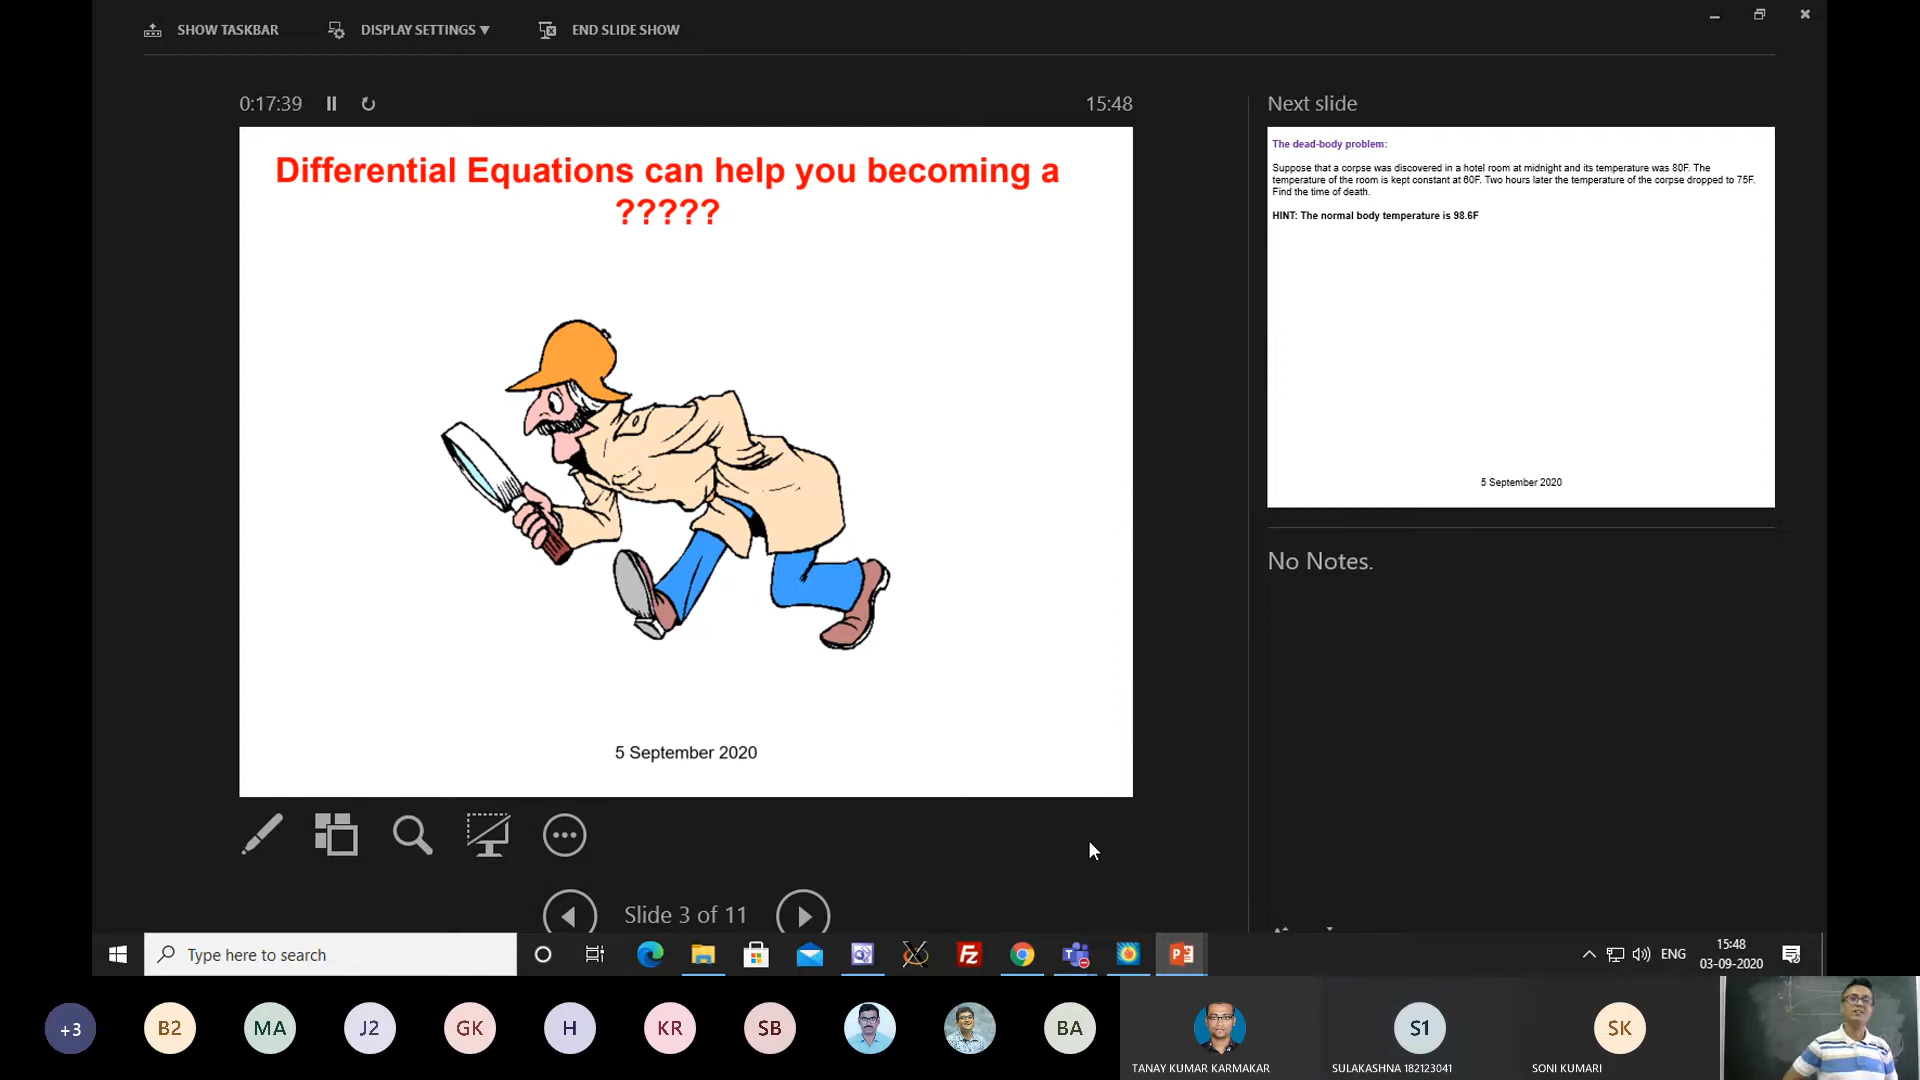 SHOW TASKBAR
DISPLAY SETTINGS ▼
END SLIDE SHOW
0:17:39
15:48
Next slide
Differential Equations can help you becoming a
?????
5 September 2020
The dead-body problem:
Suppose that a corpse was discovered in a hotel room at midnight and its temperature was 80F. The
temperature of the room is kept constant at 60F. Two hours later the temperature of the corpse dropped to 75F.
Find the time of death.
HINT: The normal body temperature is 98.6F
5 September 2020
No Notes.
Slide 3 of 11
Type here to search
ENG
15:48
03-09-2020
+3
B2
MA
J2
GK
H
KR
SB
BA
S1
SK
TANAY KUMAR KARMAKAR
SULAKASHNA 182123041
SONI KUMARI